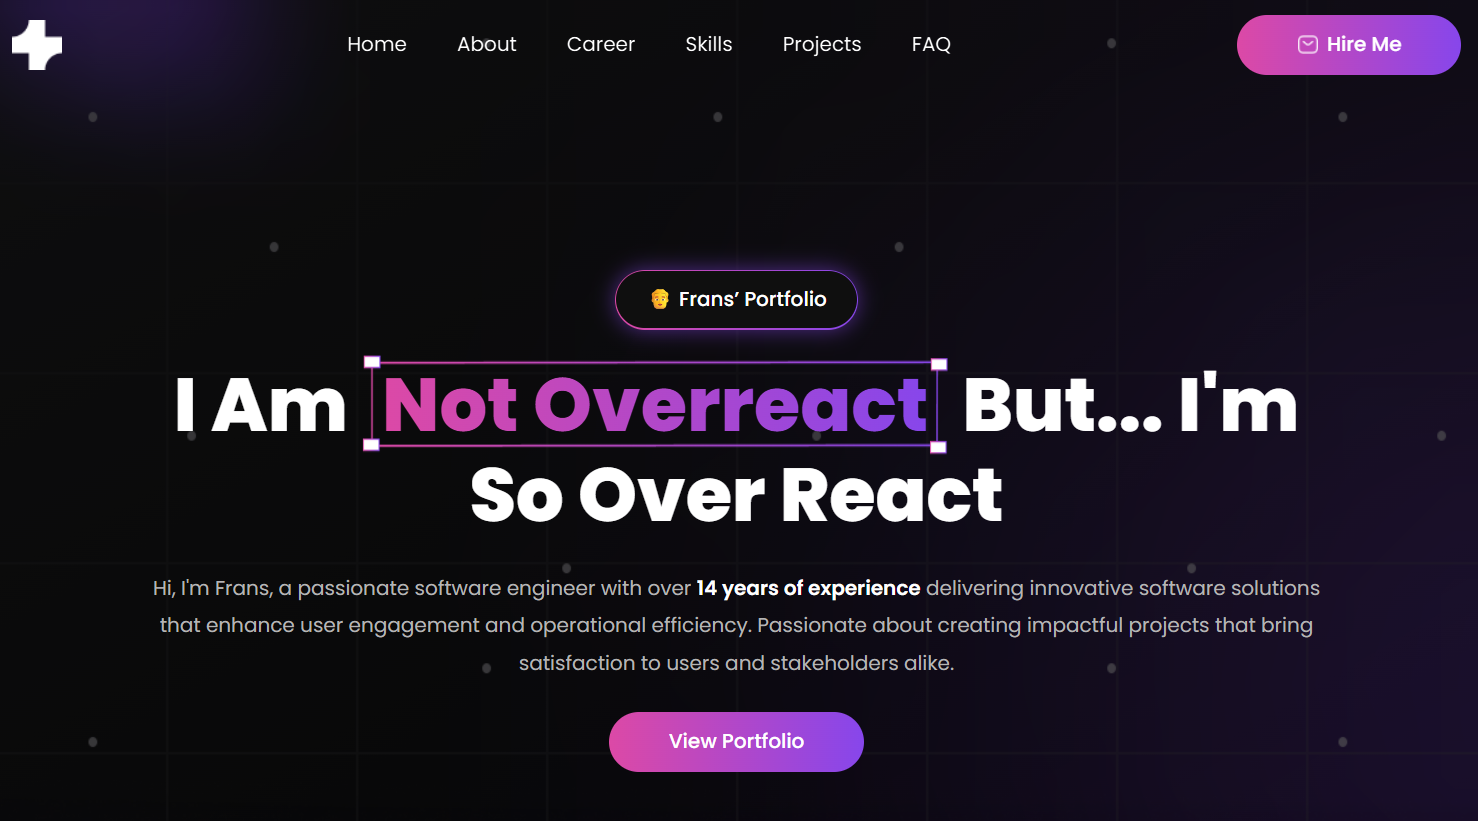 Home About Career Skills Projects FAQ Hire Me
Frans’ Portfolio
I Am Not Overreact But... I'm
So Over React
Hi, I'm Frans, a passionate software engineer with over 14 years of experience delivering innovative software solutions
that enhance user engagement and operational efficiency. Passionate about creating impactful projects that bring
satisfaction to users and stakeholders alike.
View Portfolio